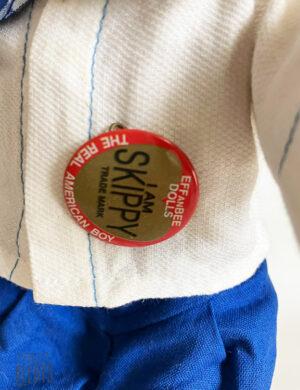 EFFANBEE
DOLLS
I AM
SKIPPY
TRADE MARK
THE REAL
AMERICAN BOY